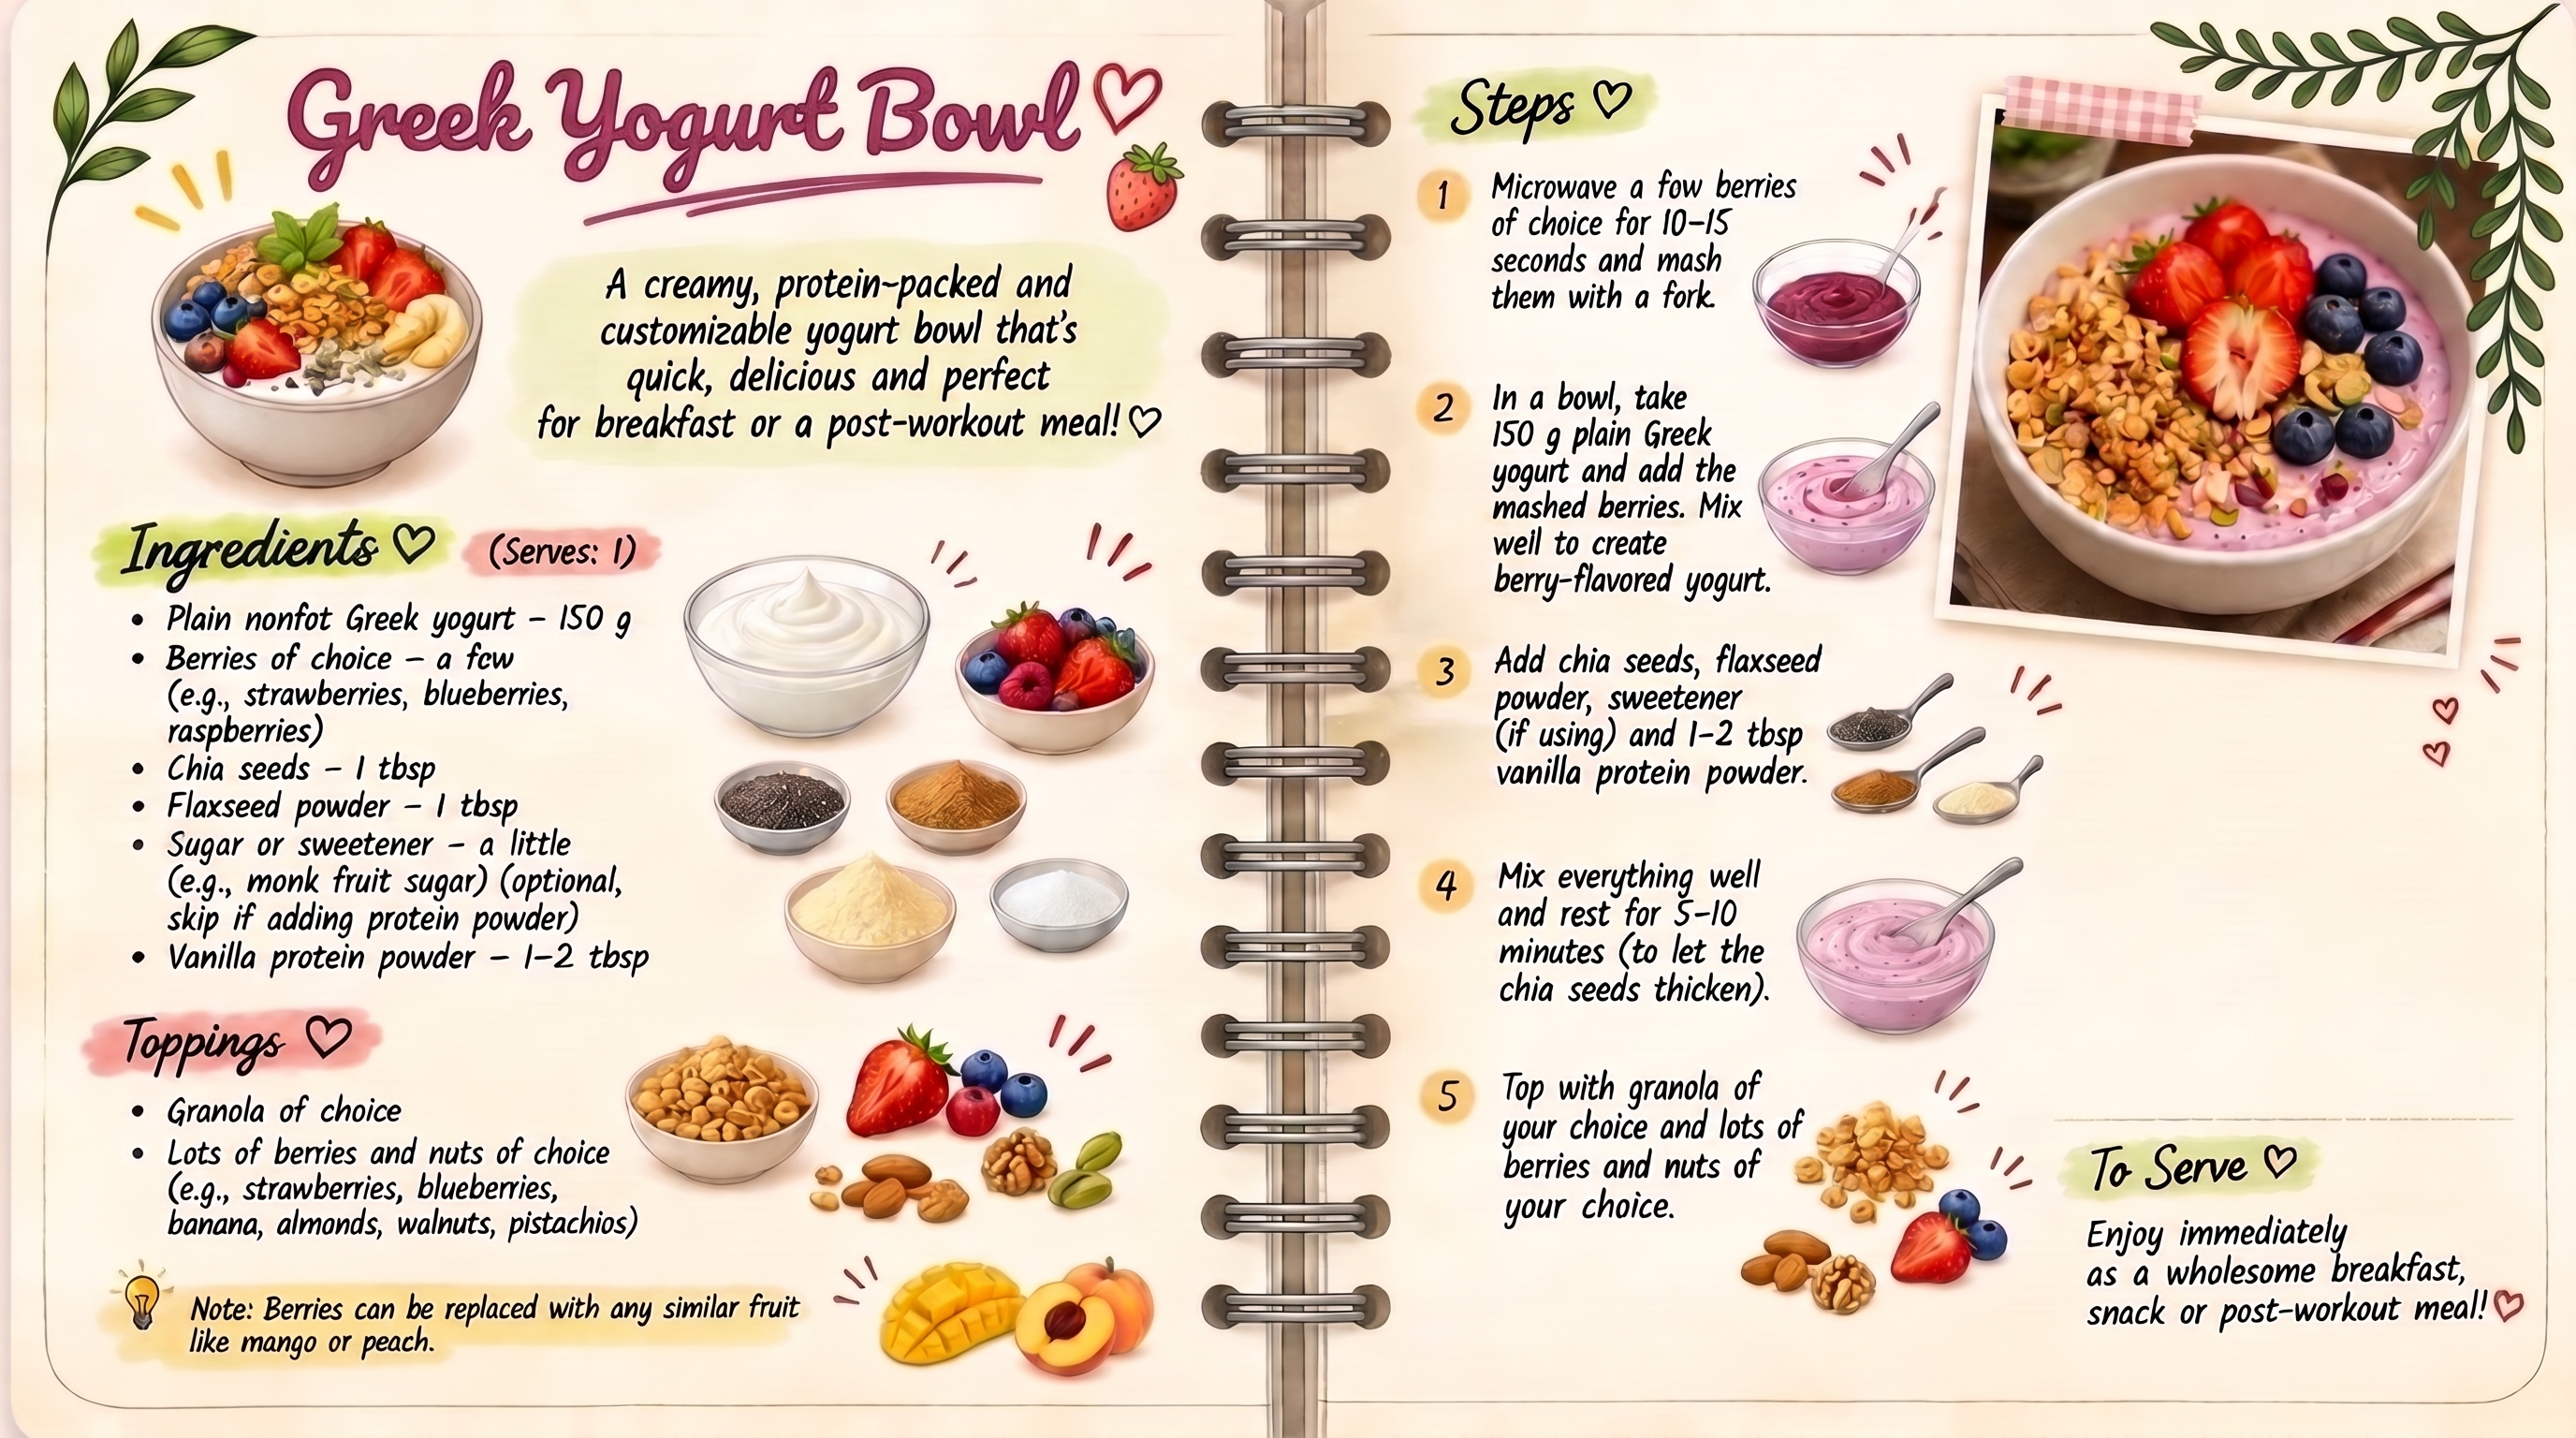 Greek Yogurt Bowl
A creamy, protein-packed and
customizable yogurt bowl that's
quick, delicious and perfect
for breakfast or a post-workout meal!
Ingredients
(Serves: 1)
• Plain nonfot Greek yogurt – 150 g
• Berries of choice – a few
(e.g., strawberries, blueberries,
raspberries)
• Chia seeds – 1 tbsp
• Flaxseed powder – 1 tbsp
• Sugar or sweetener – a little
(e.g., monk fruit sugar) (optional,
skip if adding protein powder)
• Vanilla protein powder – 1–2 tbsp
Toppings
• Granola of choice
• Lots of berries and nuts of choice
(e.g., strawberries, blueberries,
banana, almonds, walnuts, pistachios)
Note: Berries can be replaced with any similar fruit
like mango or peach.
Steps
1 Microwave a few berries
of choice for 10–15
seconds and mash
them with a fork.
2 In a bowl, take
150 g plain Greek
yogurt and add the
mashed berries. Mix
well to create
berry-flavored yogurt.
3 Add chia seeds, flaxseed
powder, sweetener
(if using) and 1–2 tbsp
vanilla protein powder.
4 Mix everything well
and rest for 5–10
minutes (to let the
chia seeds thicken).
5 Top with granola of
your choice and lots of
berries and nuts of
your choice.
To Serve
Enjoy immediately
as a wholesome breakfast,
snack or post-workout meal!